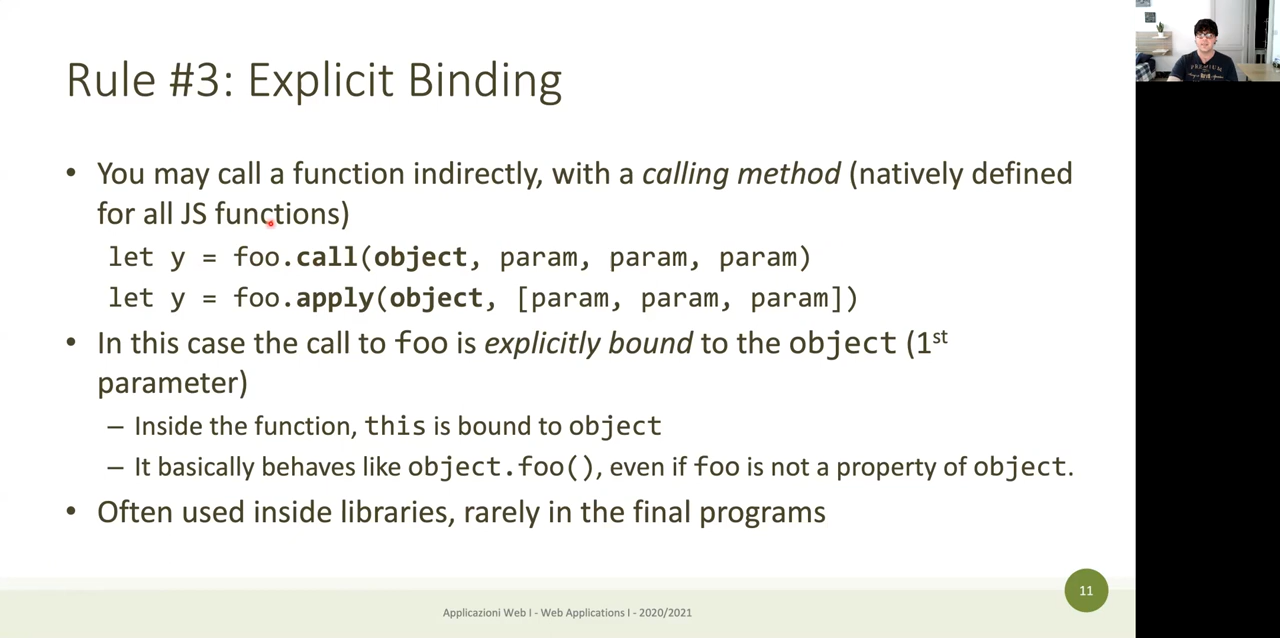 Rule #3: Explicit Binding
• You may call a function indirectly, with a calling method (natively defined
for all JS functions)
let y = foo.call(object, param, param, param)
let y = foo.apply(object, [param, param, param])
• In this case the call to foo is explicitly bound to the object (1st
parameter)
– Inside the function, this is bound to object
– It basically behaves like object.foo(), even if foo is not a property of object.
• Often used inside libraries, rarely in the final programs
11
Applicazioni Web I - Web Applications I - 2020/2021